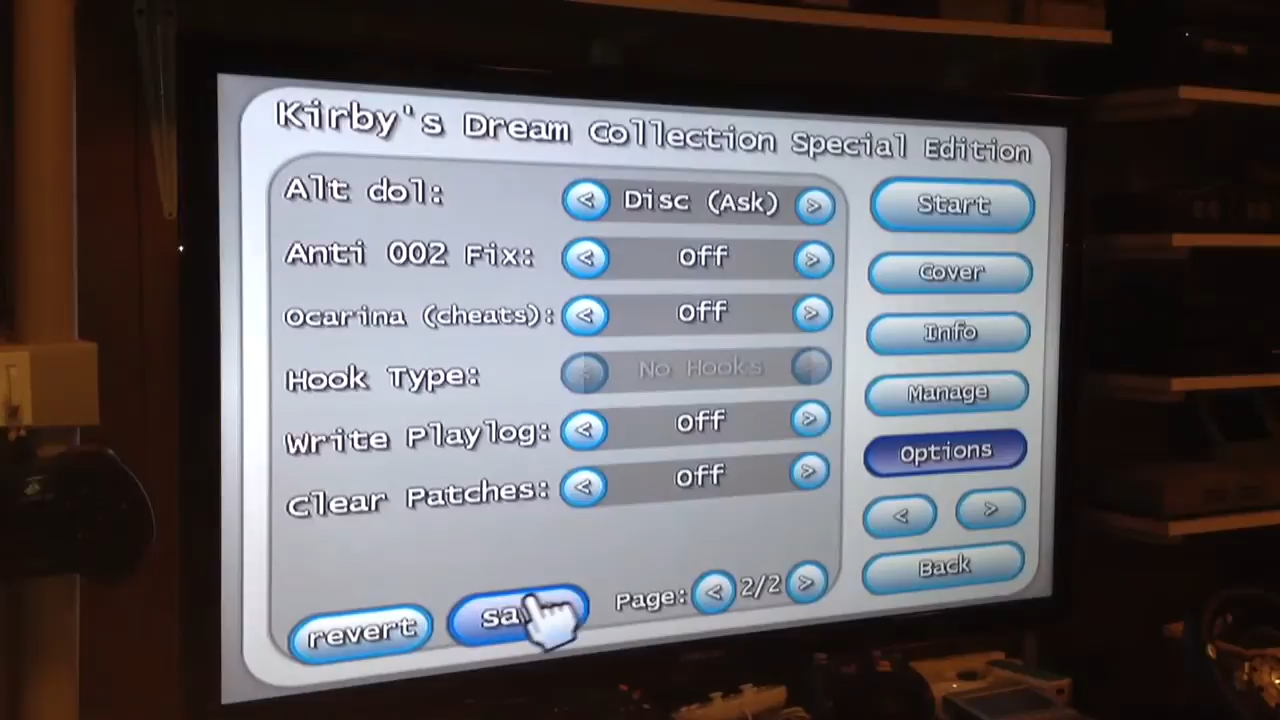 Kirby's Dream Collection Special Edition
Alt dol: < Disc (Ask) > Start
Anti 002 Fix: < Off > Cover
Ocarina (cheats): < Off > Info
Hook Type: No Hooks Manage
Write Playlog: < Off > Options
Clear Patches: < Off > < >
revert sa Page: < 2/2 > Back